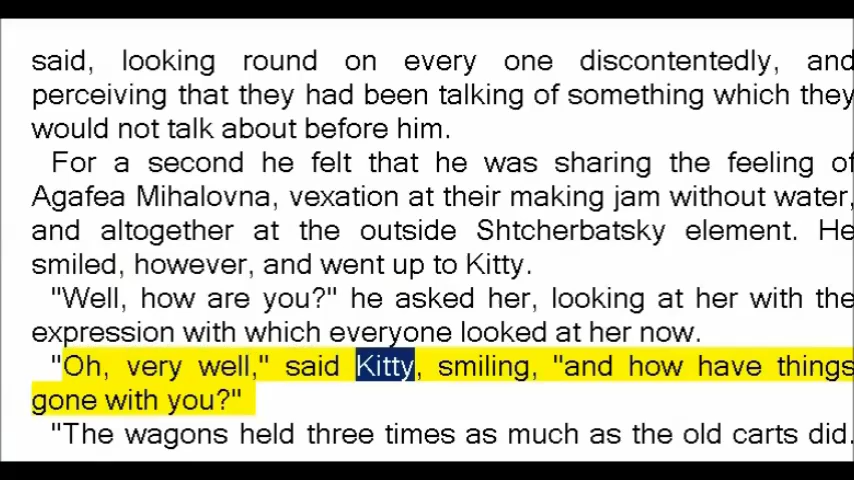 said, looking round on every one discontentedly, and
perceiving that they had been talking of something which they
would not talk about before him.
For a second he felt that he was sharing the feeling of
Agafea Mihalovna, vexation at their making jam without water,
and altogether at the outside Shtcherbatsky element. He
smiled, however, and went up to Kitty.
"Well, how are you?" he asked her, looking at her with the
expression with which everyone looked at her now.
"Oh, very well," said Kitty, smiling, "and how have things
gone with you?"
"The wagons held three times as much as the old carts did.